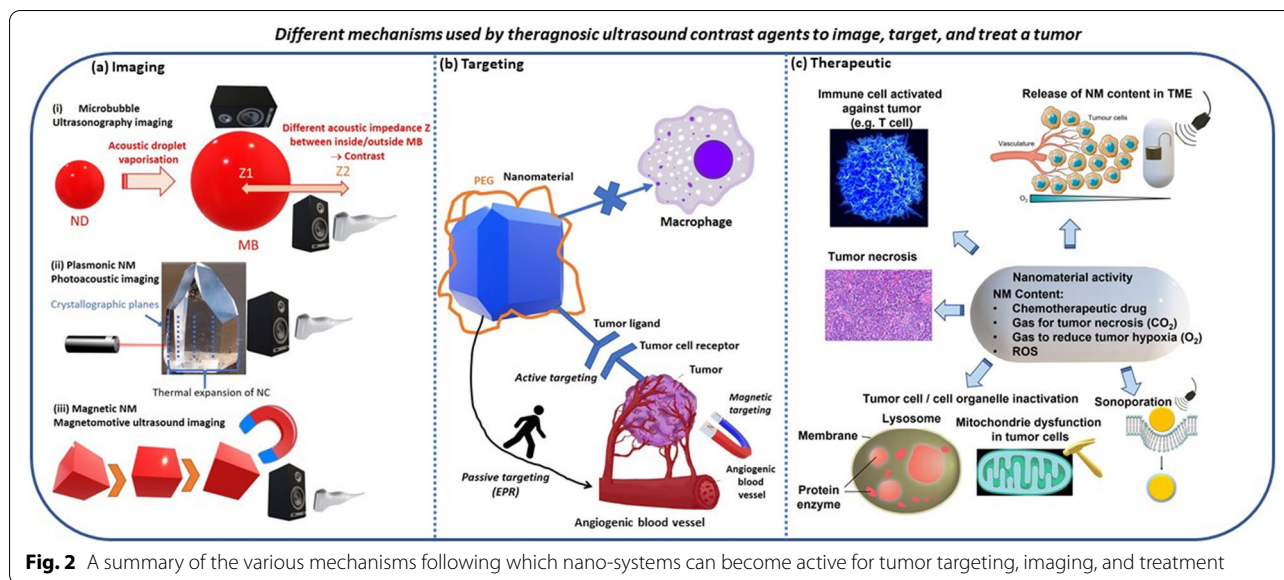 Different mechanisms used by theragnosic ultrasound contrast agents to image, target, and treat a tumor
(a) Imaging
(i) Microbubble
Ultrasonography imaging
Acoustic droplet
vaporisation
Different acoustic impedance Z
between inside/outside MB
→ Contrast
Z1
Z2
ND
MB
(ii) Plasmonic NM
Photoacoustic imaging
Crystallographic planes
Thermal expansion of NC
(iii) Magnetic NM
Magnetomotive ultrasound imaging
(b) Targeting
PEG
Nanomaterial
Macrophage
Tumor ligand
Tumor cell receptor
Active targeting
Tumor
Magnetic
targeting
Passive targeting
(EPR)
Angiogenic
blood
vessel
Angiogenic blood vessel
(c) Therapeutic
Immune cell activated
against tumor
(e.g. T cell)
Release of NM content in TME
Tumour cells
Vasculature
O2
Tumor necrosis
Nanomaterial activity
NM Content:
• Chemotherapeutic drug
• Gas for tumor necrosis (CO2)
• Gas to reduce tumor hypoxia (O2)
• ROS
Tumor cell / cell organelle inactivation
Lysosome
Membrane
Protein
enzyme
Mitochondrie dysfunction
in tumor cells
Sonoporation
Fig. 2 A summary of the various mechanisms following which nano-systems can become active for tumor targeting, imaging, and treatment